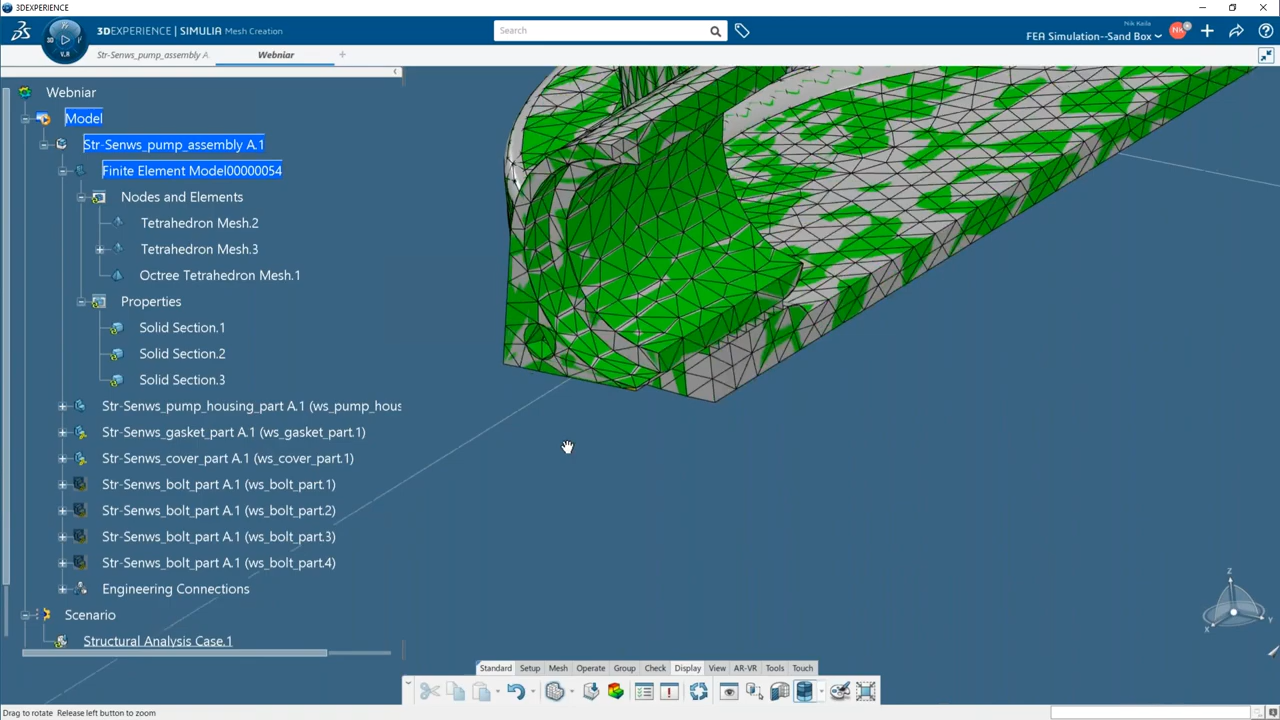 3DEXPERIENCE
3DEXPERIENCE | SIMULIA Mesh Creation
Search
Nik Kaila
FEA Simulation--Sand Box
NK
3D
V.R
Str-Senws_pump_assembly A
Webniar
Webniar
Model
Str-Senws_pump_assembly A.1
Finite Element Model00000054
Nodes and Elements
Tetrahedron Mesh.2
Tetrahedron Mesh.3
Octree Tetrahedron Mesh.1
Properties
Solid Section.1
Solid Section.2
Solid Section.3
Str-Senws_pump_housing_part A.1 (ws_pump_hous
Str-Senws_gasket_part A.1 (ws_gasket_part.1)
Str-Senws_cover_part A.1 (ws_cover_part.1)
Str-Senws_bolt_part A.1 (ws_bolt_part.1)
Str-Senws_bolt_part A.1 (ws_bolt_part.2)
Str-Senws_bolt_part A.1 (ws_bolt_part.3)
Str-Senws_bolt_part A.1 (ws_bolt_part.4)
Engineering Connections
Scenario
Structural Analysis Case.1
Z
X
Y
Standard Setup Mesh Operate Group Check Display View AR-VR Tools Touch
Drag to rotate Release left button to zoom